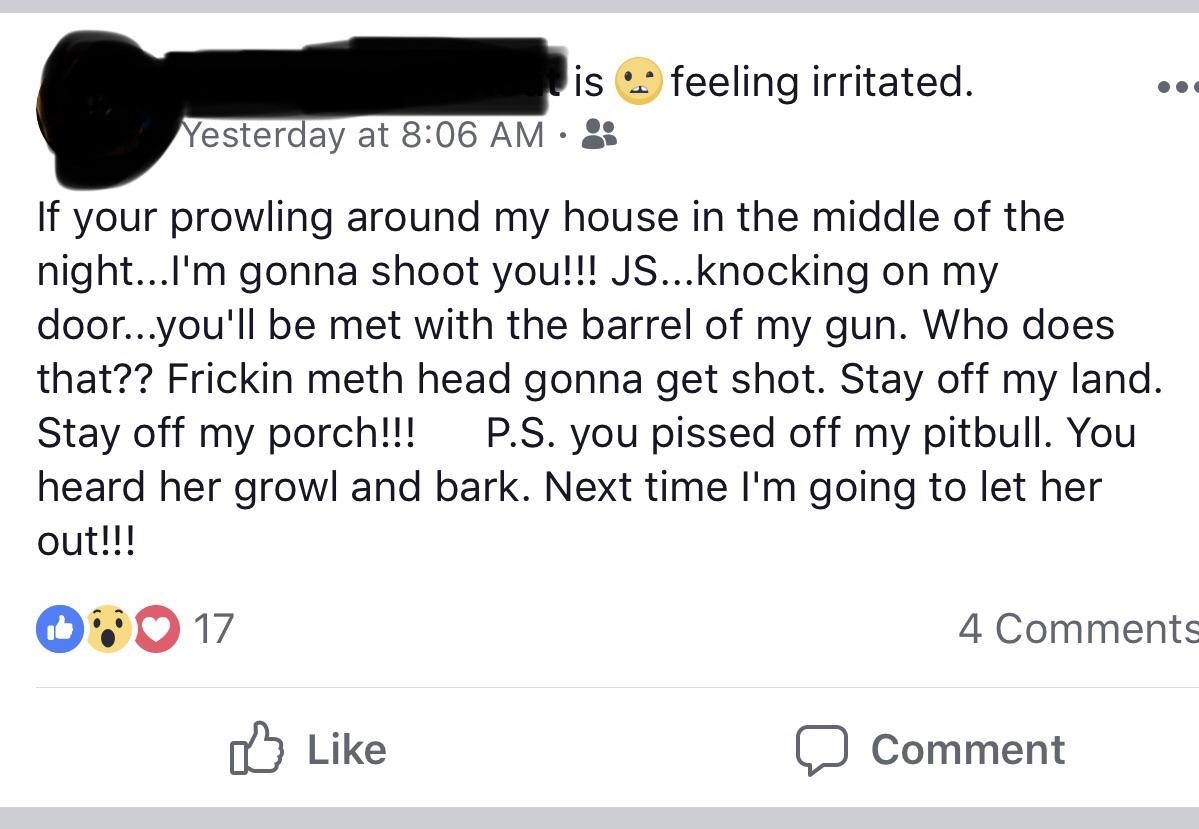 is feeling irritated.
Yesterday at 8:06 AM ·
If your prowling around my house in the middle of the
night...I'm gonna shoot you!!! JS...knocking on my
door...you'll be met with the barrel of my gun. Who does
that?? Frickin meth head gonna get shot. Stay off my land.
Stay off my porch!!! P.S. you pissed off my pitbull. You
heard her growl and bark. Next time I'm going to let her
out!!!
17
4 Comments
Like
Comment